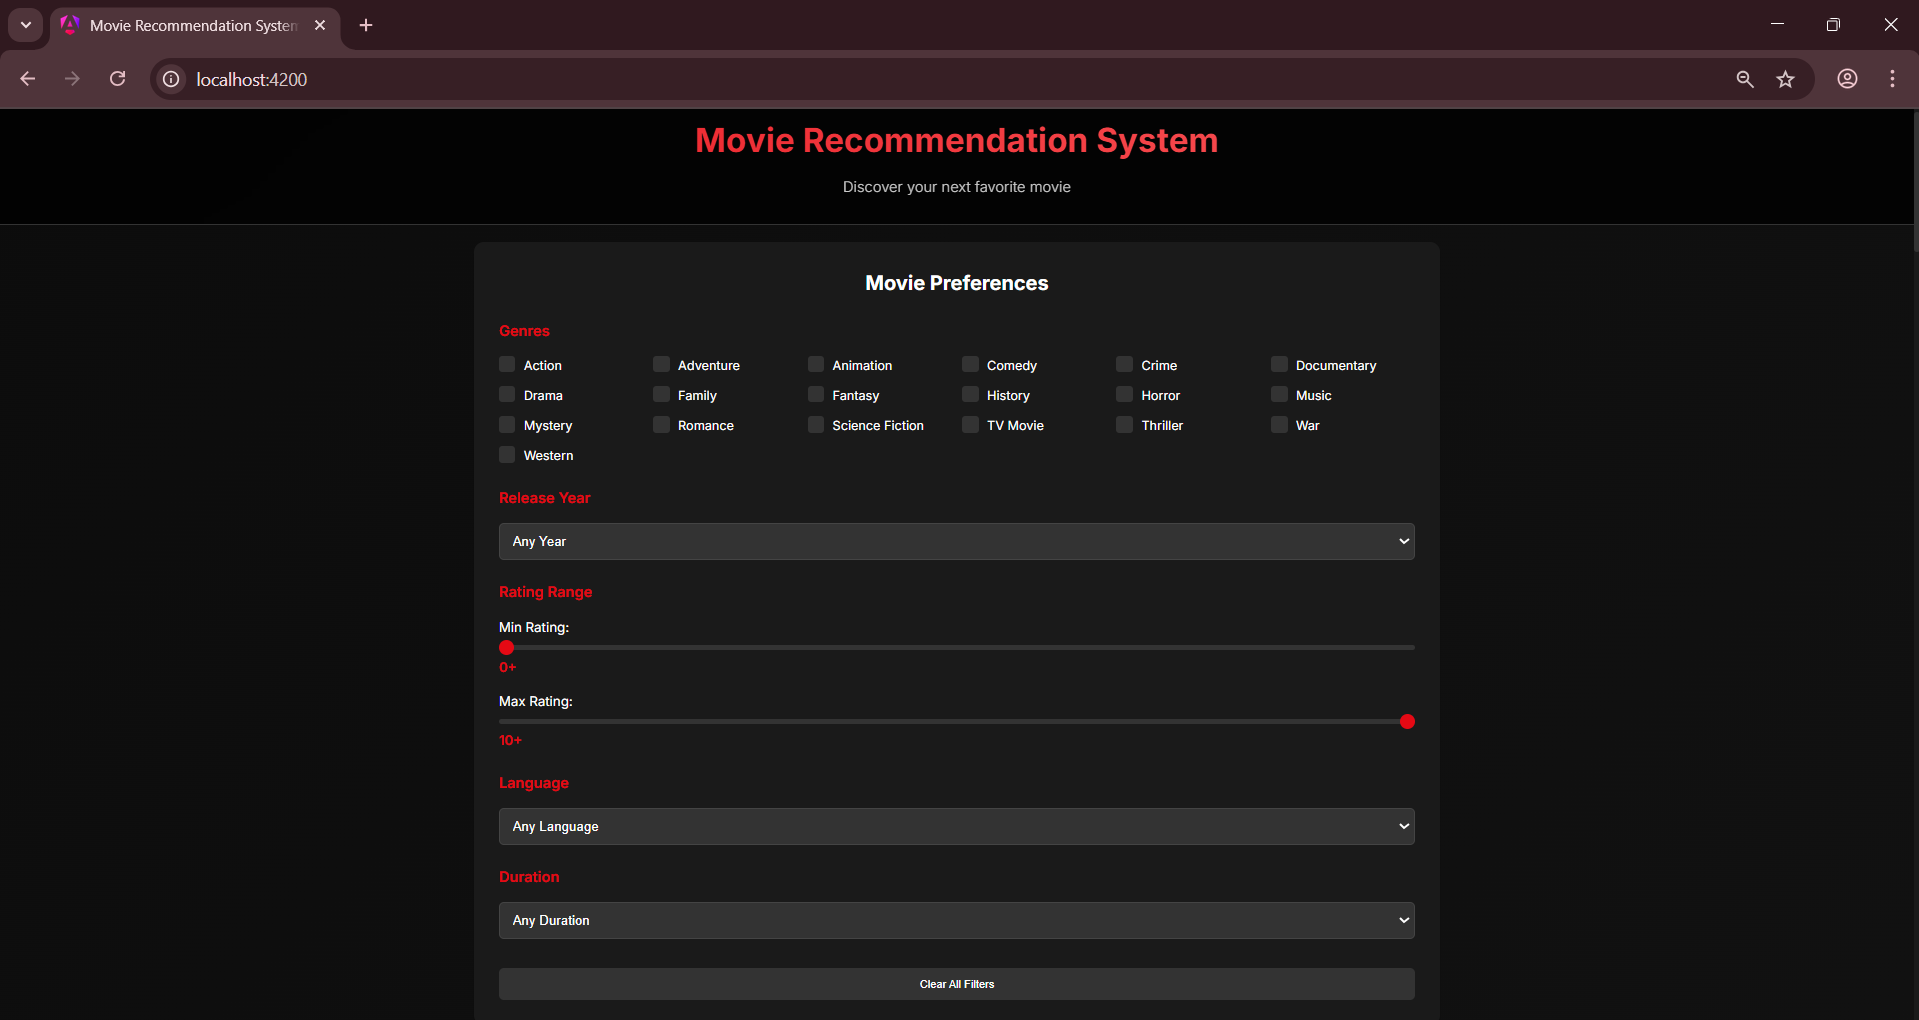 Movie Recommendation System
localhost:4200
Movie Recommendation System
Discover your next favorite movie
Movie Preferences
Genres
Action Adventure Animation Comedy Crime Documentary
Drama Family Fantasy History Horror Music
Mystery Romance Science Fiction TV Movie Thriller War
Western
Release Year
Any Year
Rating Range
Min Rating:
0+
Max Rating:
10+
Language
Any Language
Duration
Any Duration
Clear All Filters